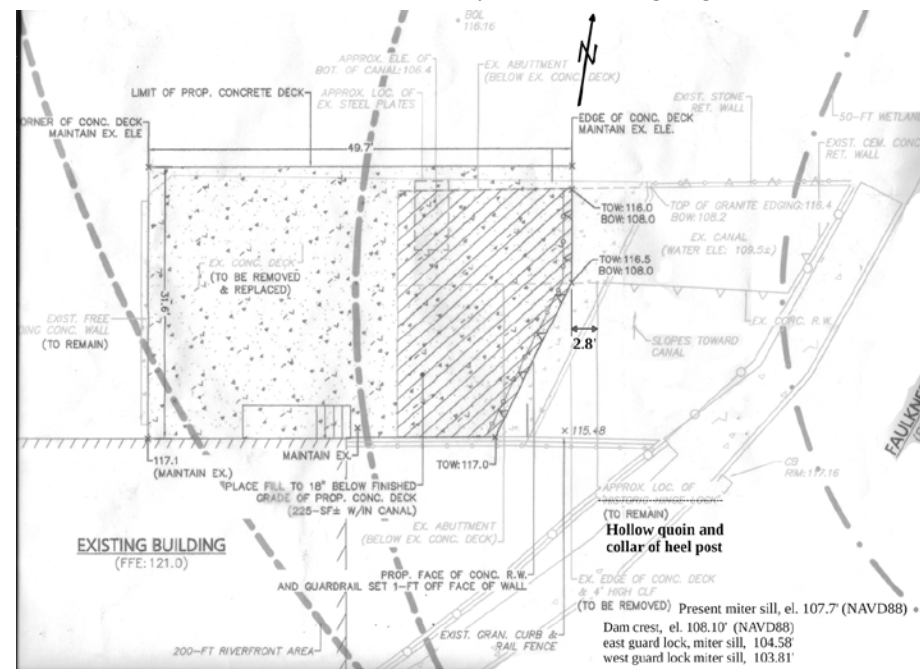 BOL
116.16
N
APPROX. ELE. OF
BOT. OF CANAL:106.4
EX. ABUTTMENT
(BELOW EX. CONC. DECK)
LIMIT OF PROP. CONCRETE DECK
APPROX. LOC. OF
EX. STEEL PLATES
EXIST. STONE
RET. WALL
50-FT WETLAN
ORNER OF CONC. DECK
MAINTAIN EX. ELE
EDGE OF CONC. DECK
MAINTAIN EX. ELE.
EXIST. CEM. CONC
RET. WALL
49.7'
TOW:116.0
BOW:108.0
TOP OF GRANITE EDGING:116.4
BOW:108.2
EX. CANAL
(WATER ELE: 109.5±)
EX. CONC. DECK
(TO BE REMOVED
& REPLACED)
TOW:116.5
BOW:108.0
31.6'
EXIST. FREE
DING CONC. WALL
(TO REMAIN)
EX. CONC. R.W.
2.8'
SLOPES TOWARD
CANAL
115.48
117.1
(MAINTAIN EX.)
MAINTAIN EX.
TOW:117.0
FAULKNE
CB
RIM:117.16
PLACE FILL TO 18" BELOW FINISHED
GRADE OF PROP. CONC. DECK
(225-SF± W/IN CANAL)
APPROX. LOC. OF
HISTORIC HINGE LOCK
(TO REMAIN)
Hollow quoin and
collar of heel post
EX. ABUTTMENT
(BELOW EX. CONC. DECK)
EXISTING BUILDING
(FFE:121.0)
PROP. FACE OF CONC. R.W.
AND GUARDRAIL SET 1-FT OFF FACE OF WALL
EX. EDGE OF CONC. DECK
& 4' HIGH CLF
(TO BE REMOVED)
Present miter sill, el. 107.7' (NAVD88)
Dam crest, el. 108.10' (NAVD88)
east guard lock, miter sill, 104.58'
west guard lock, miter sill, 103.81'
EXIST. GRAN. CURB &
RAIL FENCE
200-FT RIVERFRONT AREA